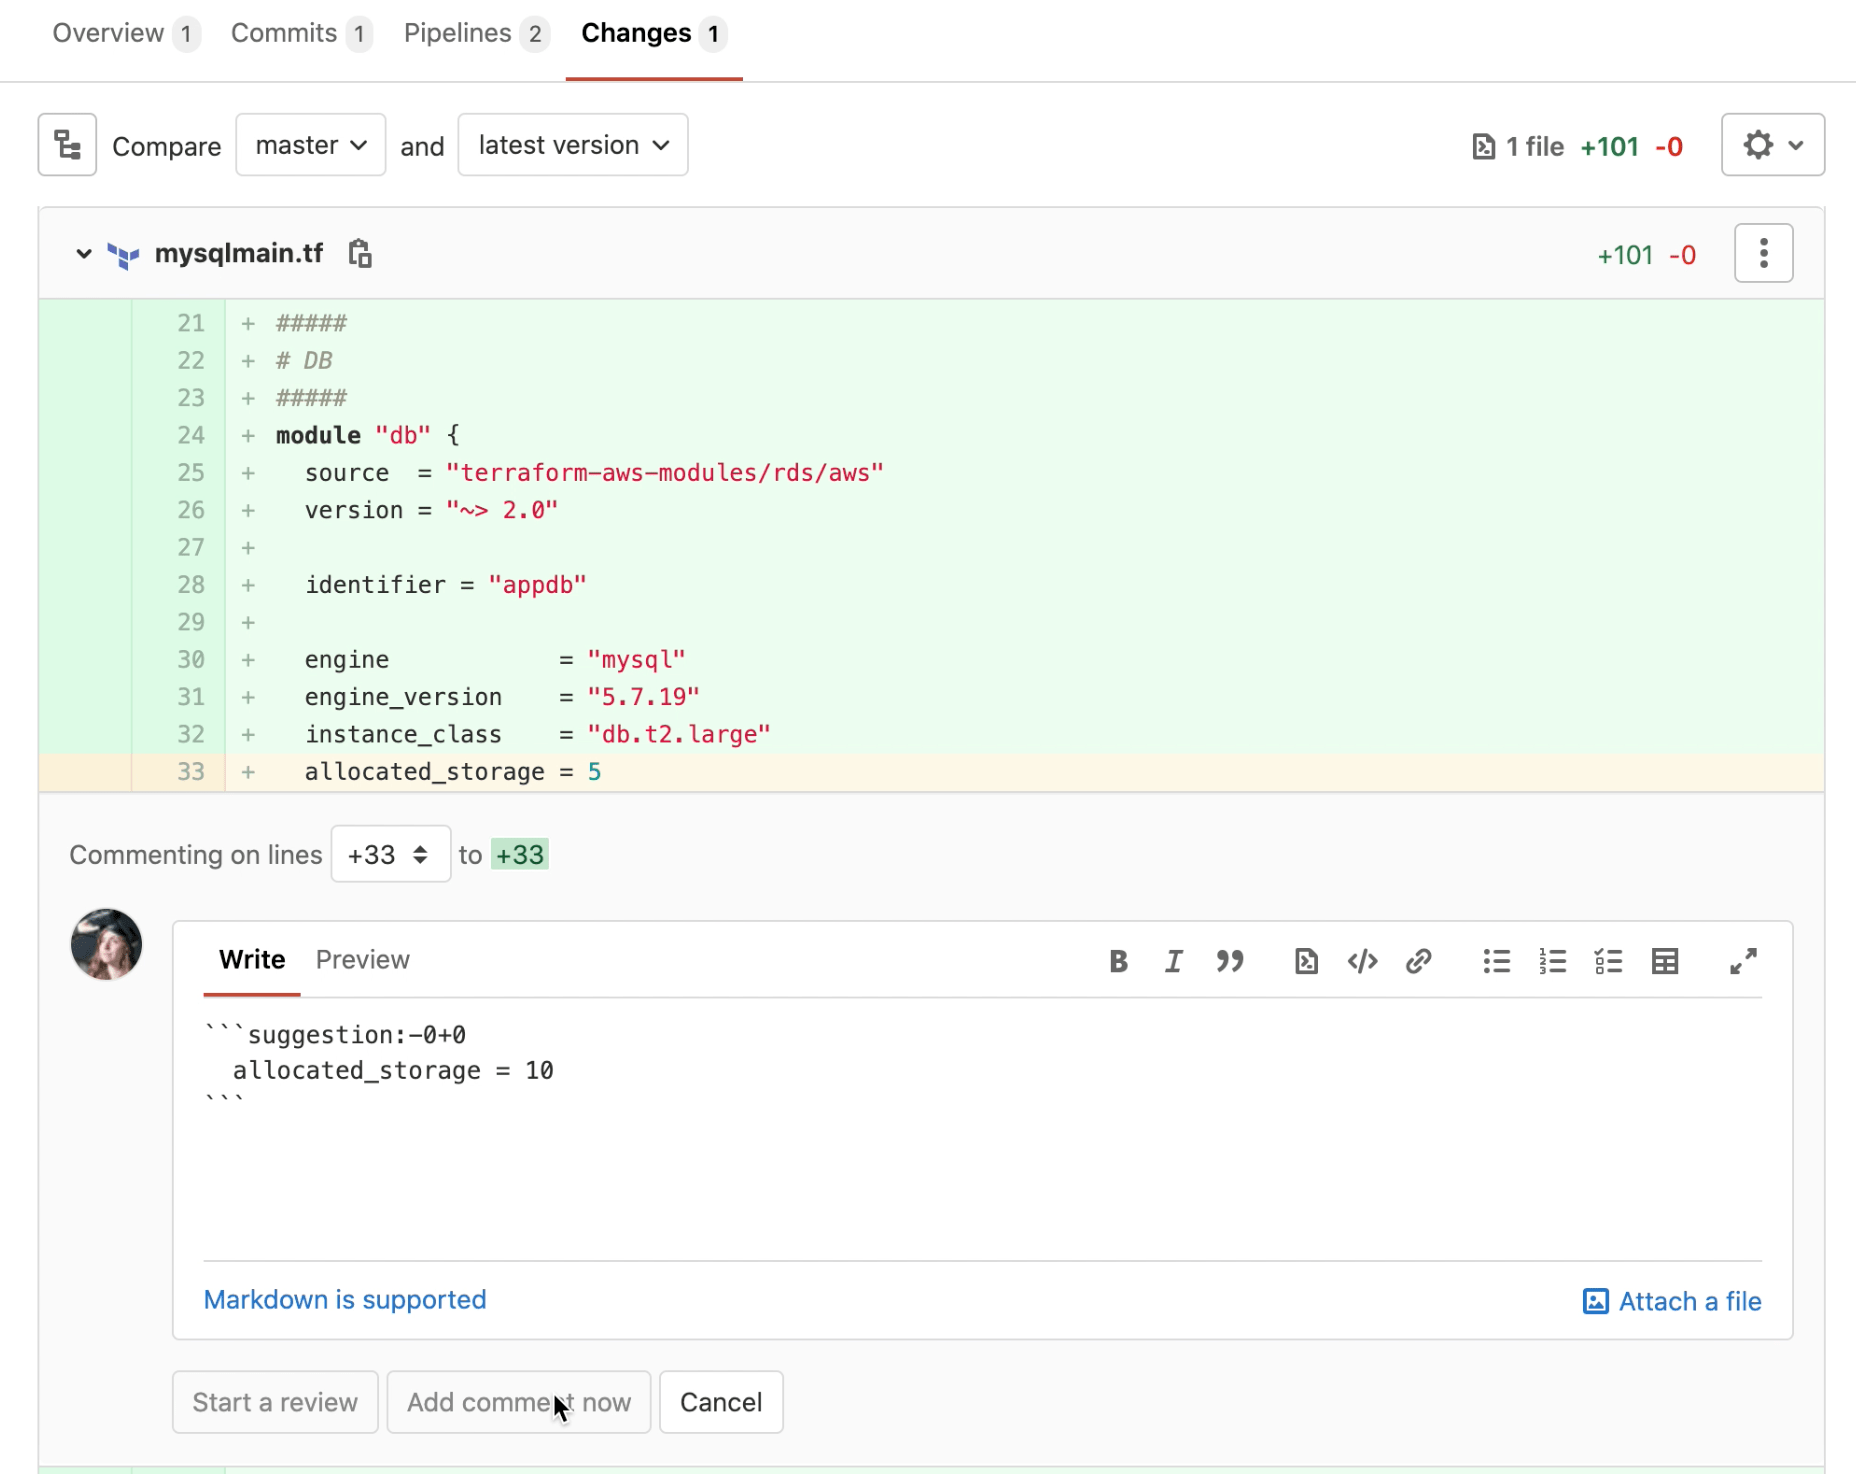 Overview 1 Commits 1 Pipelines 2 Changes 1
Compare master and latest version 1 file +101 -0
mysqlmain.tf +101 -0
21 + #####
22 + # DB
23 + #####
24 + module "db" {
25 + source = "terraform-aws-modules/rds/aws"
26 + version = "~> 2.0"
27 +
28 + identifier = "appdb"
29 +
30 + engine = "mysql"
31 + engine_version = "5.7.19"
32 + instance_class = "db.t2.large"
33 + allocated_storage = 5
Commenting on lines +33 to +33
Write Preview
```suggestion:-0+0
allocated_storage = 10
```
Markdown is supported Attach a file
Start a review Add comment now Cancel